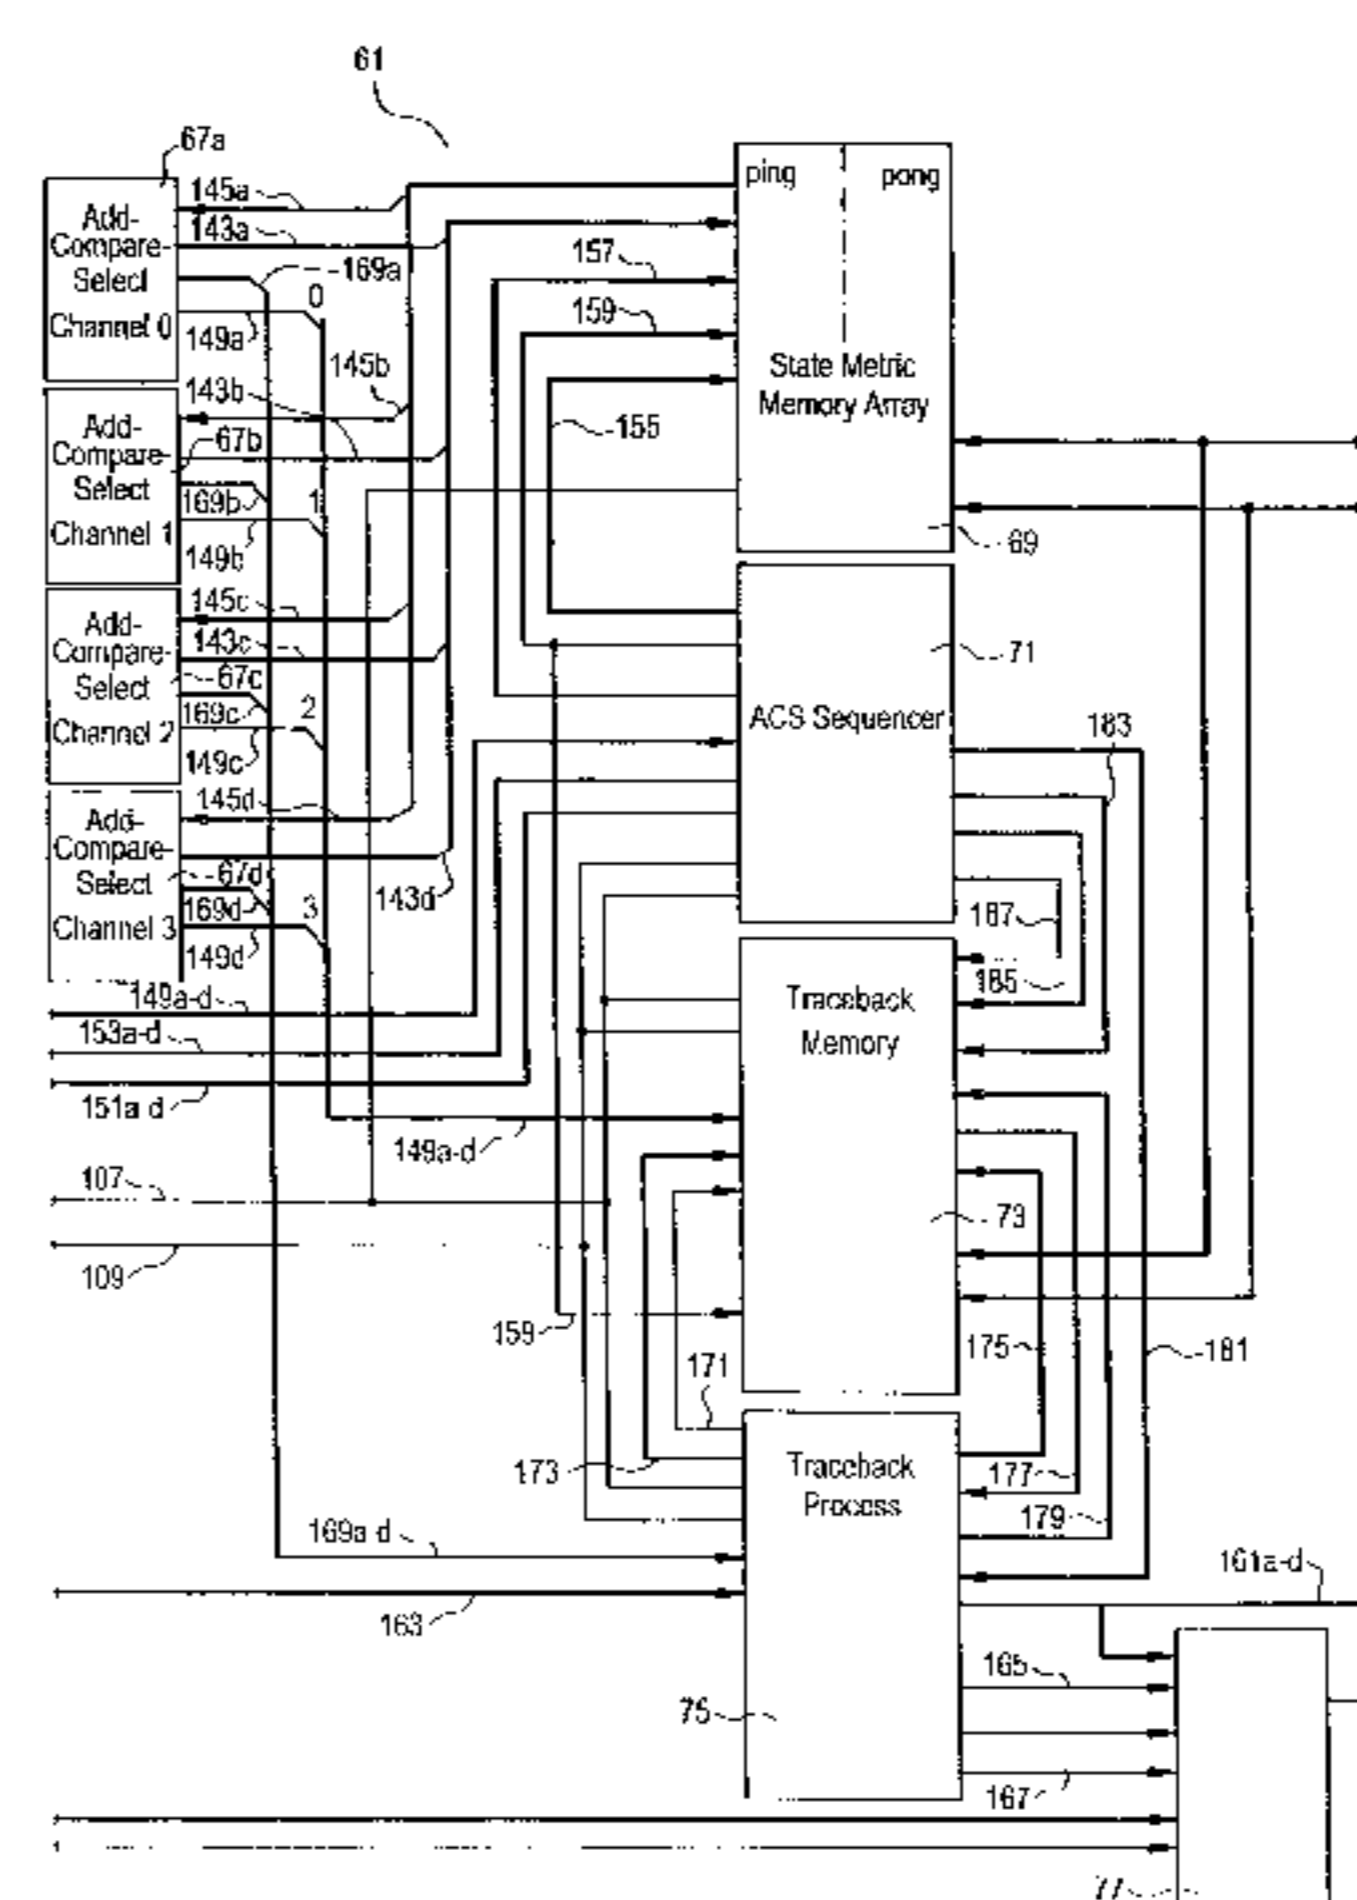 61
67a
Add-
Compare-
Select
Channel 0
145a
143a
169a
0
149a
ping
pong
157
159
State Metric
Memory Array
155
69
145b
143b
Add-
Compare-
Select
Channel 1
67b
169b
1
149b
Add-
Compare-
Select
Channel 2
145c
143c
67c
169c
2
149c
71
ACS Sequencer
183
Add-
Compare-
Select
Channel 3
145d
67d
143d
169d
3
149d
187
185
149a-d
153a-d
151a-d
Traceback
Memory
149a-d
107
73
109
159
175
181
171
173
Traceback
Process
177
179
169a-d
161a-d
163
165
75
167
77